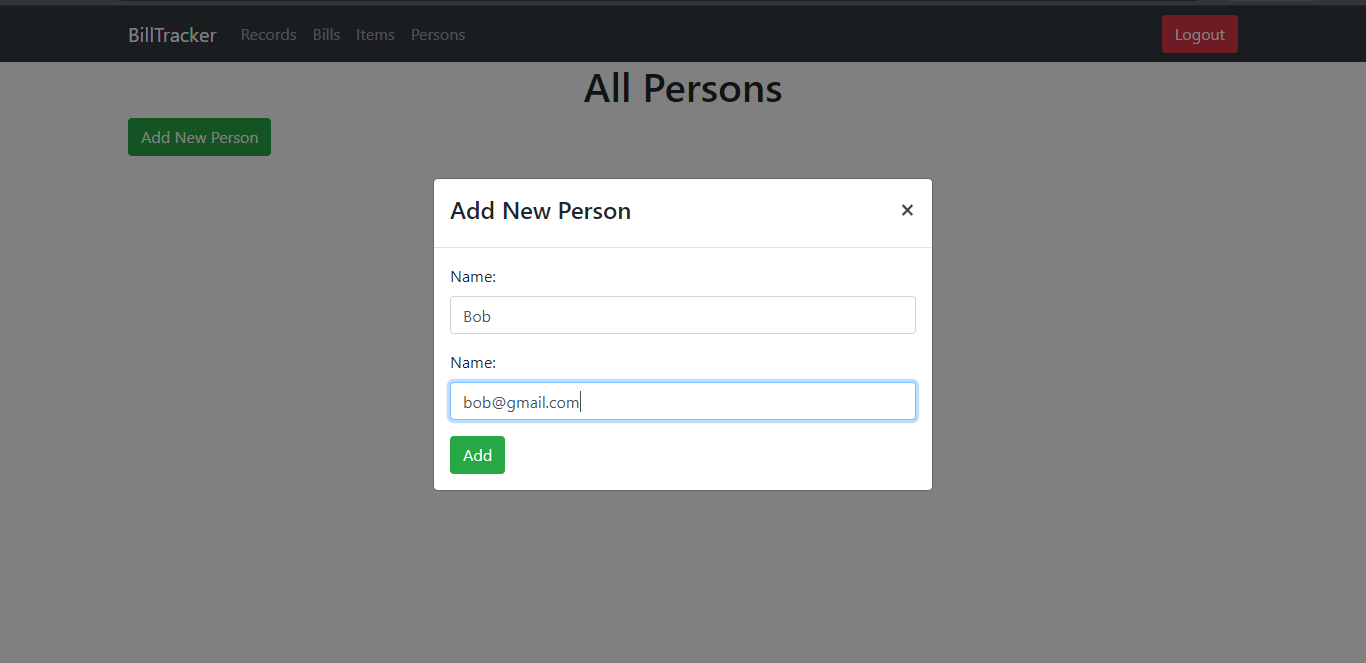 BillTracker Records Bills Items Persons Logout
All Persons
Add New Person
Add New Person ×
Name:
Bob
Name:
bob@gmail.com
Add